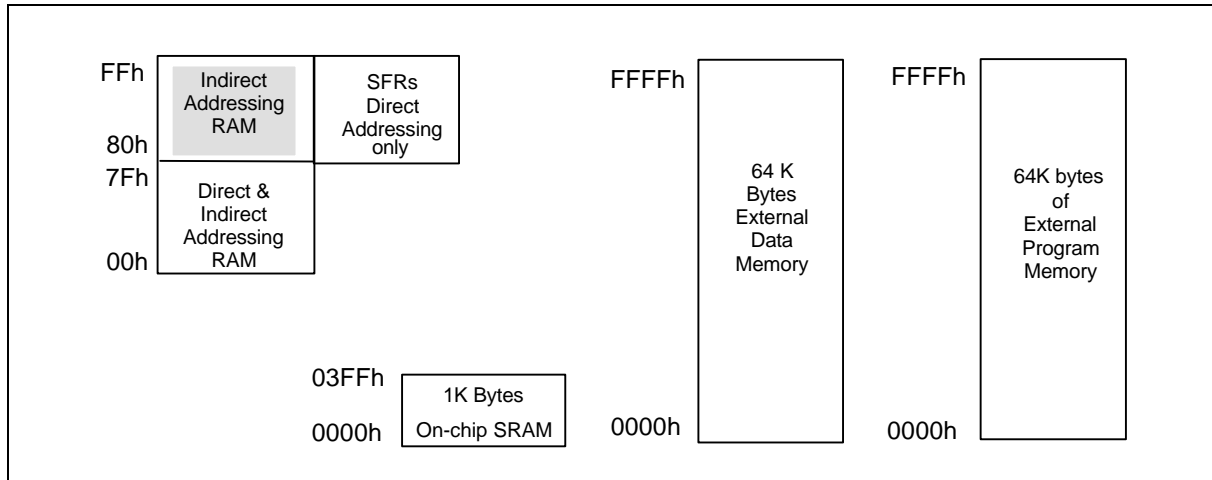 FFh
Indirect
Addressing
RAM
80h
SFRs
Direct
Addressing
only
7Fh
Direct &
Indirect
Addressing
RAM
00h
03FFh
1K Bytes
On-chip SRAM
0000h
FFFFh
64 K
Bytes
External
Data
Memory
0000h
FFFFh
64K bytes
of
External
Program
Memory
0000h